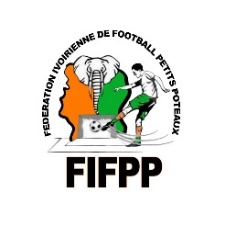 FEDERATION IVOIRIENNE DE FOOTBALL PETITS POTEAUX
FIFPP